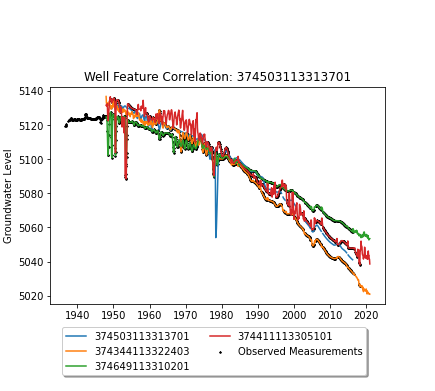 Well Feature Correlation: 374503113313701
5140
5120
5100
5080
5060
5040
5020
Groundwater Level
1940 1950 1960 1970 1980 1990 2000 2010 2020
374503113313701 374411113305101
374344113322403 Observed Measurements
374649113310201